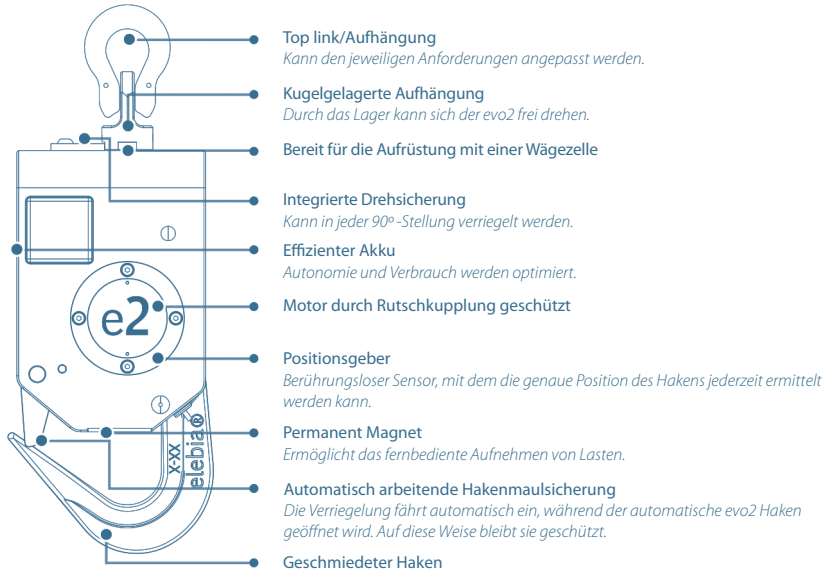 Top link/Aufhängung
Kann den jeweiligen Anforderungen angepasst werden.
Kugelgelagerte Aufhängung
Durch das Lager kann sich der evo2 frei drehen.
Bereit für die Aufrüstung mit einer Wägezelle
Integrierte Drehsicherung
Kann in jeder 90º -Stellung verriegelt werden.
Effizienter Akku
Autonomie und Verbrauch werden optimiert.
Motor durch Rutschkupplung geschützt
e2
Positionsgeber
Berührungsloser Sensor, mit dem die genaue Position des Hakens jederzeit ermittelt
werden kann.
Permanent Magnet
Ermöglicht das fernbediente Aufnehmen von Lasten.
X-XX
elebia®
Automatisch arbeitende Hakenmaulsicherung
Die Verriegelung fährt automatisch ein, während der automatische evo2 Haken
geöffnet wird. Auf diese Weise bleibt sie geschützt.
Geschmiedeter Haken